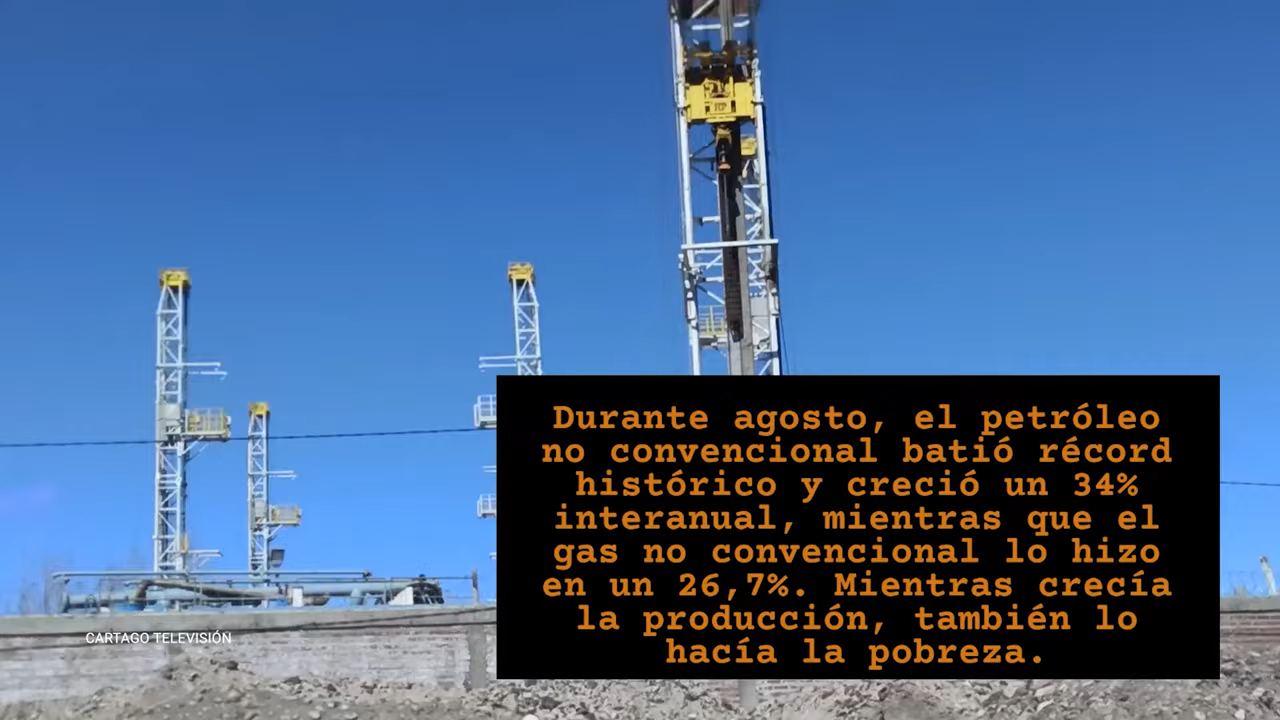 Durante agosto, el petróleo
no convencional batió récord
histórico y creció un 34%
interanual, mientras que el
gas no convencional lo hizo
en un 26,7%. Mientras crecía
la producción, también lo
hacía la pobreza.
CARTAGO TELEVISIÓN